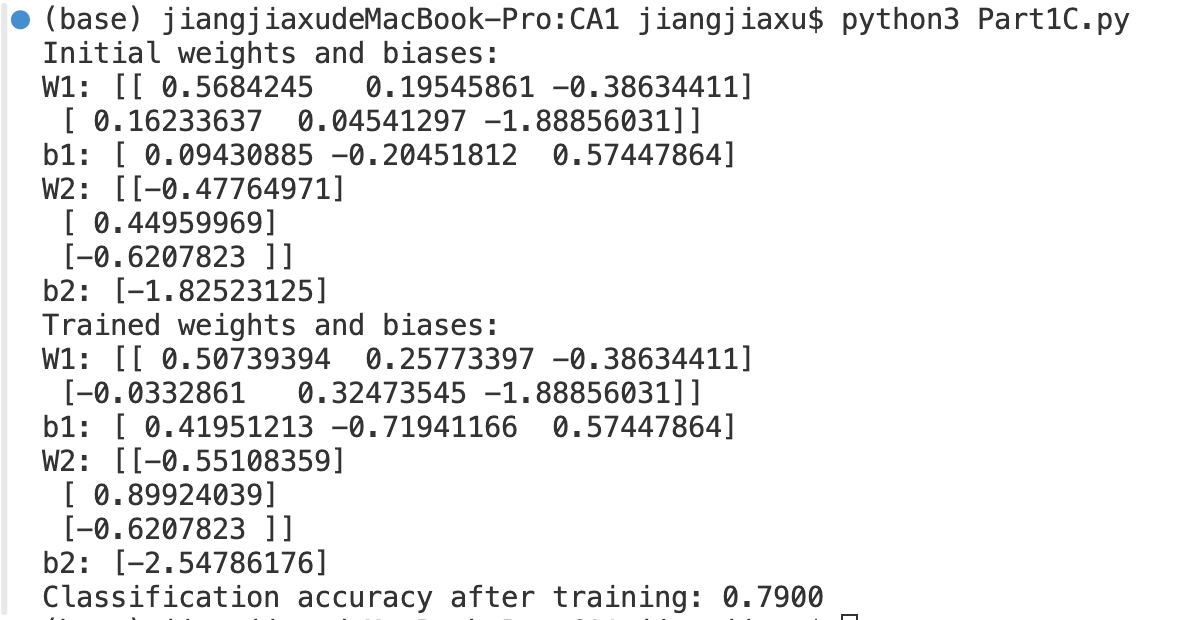 (base) jiangjiaxudeMacBook-Pro:CA1 jiangjiaxu$ python3 Part1C.py
Initial weights and biases:
W1: [[ 0.5684245   0.19545861 -0.38634411]
 [ 0.16233637  0.04541297 -1.88856031]]
b1: [ 0.09430885 -0.20451812  0.57447864]
W2: [[-0.47764971]
 [ 0.44959969]
 [-0.6207823 ]]
b2: [-1.82523125]
Trained weights and biases:
W1: [[ 0.50739394  0.25773397 -0.38634411]
 [-0.0332861   0.32473545 -1.88856031]]
b1: [ 0.41951213 -0.71941166  0.57447864]
W2: [[-0.55108359]
 [ 0.89924039]
 [-0.6207823 ]]
b2: [-2.54786176]
Classification accuracy after training: 0.7900